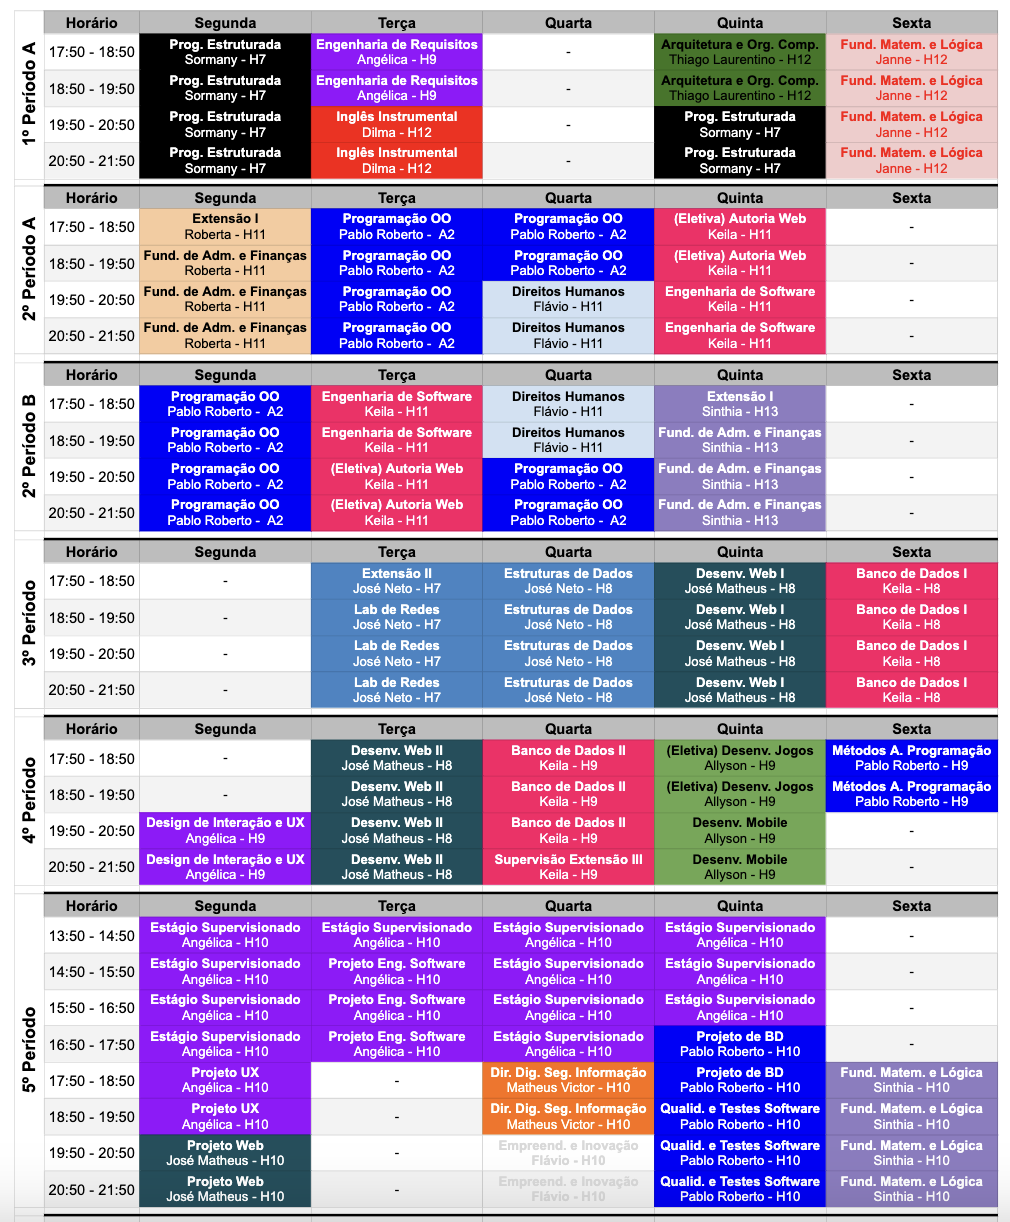 1º Período A
Horário Segunda Terça Quarta Quinta Sexta
17:50 - 18:50 Prog. Estruturada Engenharia de Requisitos - Arquitetura e Org. Comp. Fund. Matem. e Lógica
Sormany - H7 Angélica - H9 Thiago Laurentino - H12 Janne - H12
18:50 - 19:50 Prog. Estruturada Engenharia de Requisitos - Arquitetura e Org. Comp. Fund. Matem. e Lógica
Sormany - H7 Angélica - H9 Thiago Laurentino - H12 Janne - H12
19:50 - 20:50 Prog. Estruturada Inglês Instrumental - Prog. Estruturada Fund. Matem. e Lógica
Sormany - H7 Dilma - H12 Sormany - H7 Janne - H12
20:50 - 21:50 Prog. Estruturada Inglês Instrumental - Prog. Estruturada Fund. Matem. e Lógica
Sormany - H7 Dilma - H12 Sormany - H7 Janne - H12
2º Período A
Horário Segunda Terça Quarta Quinta Sexta
17:50 - 18:50 Extensão I Programação OO Programação OO (Eletiva) Autoria Web -
Roberta - H11 Pablo Roberto - A2 Pablo Roberto - A2 Keila - H11
18:50 - 19:50 Fund. de Adm. e Finanças Programação OO Programação OO (Eletiva) Autoria Web -
Roberta - H11 Pablo Roberto - A2 Pablo Roberto - A2 Keila - H11
19:50 - 20:50 Fund. de Adm. e Finanças Programação OO Direitos Humanos Engenharia de Software -
Roberta - H11 Pablo Roberto - A2 Flávio - H11 Keila - H11
20:50 - 21:50 Fund. de Adm. e Finanças Programação OO Direitos Humanos Engenharia de Software -
Roberta - H11 Pablo Roberto - A2 Flávio - H11 Keila - H11
2º Período B
Horário Segunda Terça Quarta Quinta Sexta
17:50 - 18:50 Programação OO Engenharia de Software Direitos Humanos Extensão I -
Pablo Roberto - A2 Keila - H11 Flávio - H11 Sinthia - H13
18:50 - 19:50 Programação OO Engenharia de Software Direitos Humanos Fund. de Adm. e Finanças -
Pablo Roberto - A2 Keila - H11 Flávio - H11 Sinthia - H13
19:50 - 20:50 Programação OO (Eletiva) Autoria Web Programação OO Fund. de Adm. e Finanças -
Pablo Roberto - A2 Keila - H11 Pablo Roberto - A2 Sinthia - H13
20:50 - 21:50 Programação OO (Eletiva) Autoria Web Programação OO Fund. de Adm. e Finanças -
Pablo Roberto - A2 Keila - H11 Pablo Roberto - A2 Sinthia - H13
3º Período
Horário Segunda Terça Quarta Quinta Sexta
17:50 - 18:50 - Extensão II Estruturas de Dados Desenv. Web I Banco de Dados I
José Neto - H7 José Neto - H8 José Matheus - H8 Keila - H8
18:50 - 19:50 - Lab de Redes Estruturas de Dados Desenv. Web I Banco de Dados I
José Neto - H7 José Neto - H8 José Matheus - H8 Keila - H8
19:50 - 20:50 - Lab de Redes Estruturas de Dados Desenv. Web I Banco de Dados I
José Neto - H7 José Neto - H8 José Matheus - H8 Keila - H8
20:50 - 21:50 - Lab de Redes Estruturas de Dados Desenv. Web I Banco de Dados I
José Neto - H7 José Neto - H8 José Matheus - H8 Keila - H8
4º Período
Horário Segunda Terça Quarta Quinta Sexta
17:50 - 18:50 - Desenv. Web II Banco de Dados II (Eletiva) Desenv. Jogos Métodos A. Programação
José Matheus - H8 Keila - H9 Allyson - H9 Pablo Roberto - H9
18:50 - 19:50 - Desenv. Web II Banco de Dados II (Eletiva) Desenv. Jogos Métodos A. Programação
José Matheus - H8 Keila - H9 Allyson - H9 Pablo Roberto - H9
19:50 - 20:50 Design de Interação e UX Desenv. Web II Banco de Dados II Desenv. Mobile -
Angélica - H9 José Matheus - H8 Keila - H9 Allyson - H9
20:50 - 21:50 Design de Interação e UX Desenv. Web II Supervisão Extensão III Desenv. Mobile -
Angélica - H9 José Matheus - H8 Keila - H9 Allyson - H9
5º Período
Horário Segunda Terça Quarta Quinta Sexta
13:50 - 14:50 Estágio Supervisionado Estágio Supervisionado Estágio Supervisionado Estágio Supervisionado -
Angélica - H10 Angélica - H10 Angélica - H10 Angélica - H10
14:50 - 15:50 Estágio Supervisionado Projeto Eng. Software Estágio Supervisionado Estágio Supervisionado -
Angélica - H10 Angélica - H10 Angélica - H10 Angélica - H10
15:50 - 16:50 Estágio Supervisionado Projeto Eng. Software Estágio Supervisionado Estágio Supervisionado -
Angélica - H10 Angélica - H10 Angélica - H10 Angélica - H10
16:50 - 17:50 Estágio Supervisionado Projeto Eng. Software Estágio Supervisionado Projeto de BD -
Angélica - H10 Angélica - H10 Angélica - H10 Pablo Roberto - H10
17:50 - 18:50 Projeto UX - Dir. Dig. Seg. Informação Projeto de BD Fund. Matem. e Lógica
Angélica - H10 Matheus Victor - H10 Pablo Roberto - H10 Sinthia - H10
18:50 - 19:50 Projeto UX - Dir. Dig. Seg. Informação Qualid. e Testes Software Fund. Matem. e Lógica
Angélica - H10 Matheus Victor - H10 Pablo Roberto - H10 Sinthia - H10
19:50 - 20:50 Projeto Web - Empreend. e Inovação Qualid. e Testes Software Fund. Matem. e Lógica
José Matheus - H10 Flávio - H10 Pablo Roberto - H10 Sinthia - H10
20:50 - 21:50 Projeto Web - Empreend. e Inovação Qualid. e Testes Software Fund. Matem. e Lógica
José Matheus - H10 Flávio - H10 Pablo Roberto - H10 Sinthia - H10